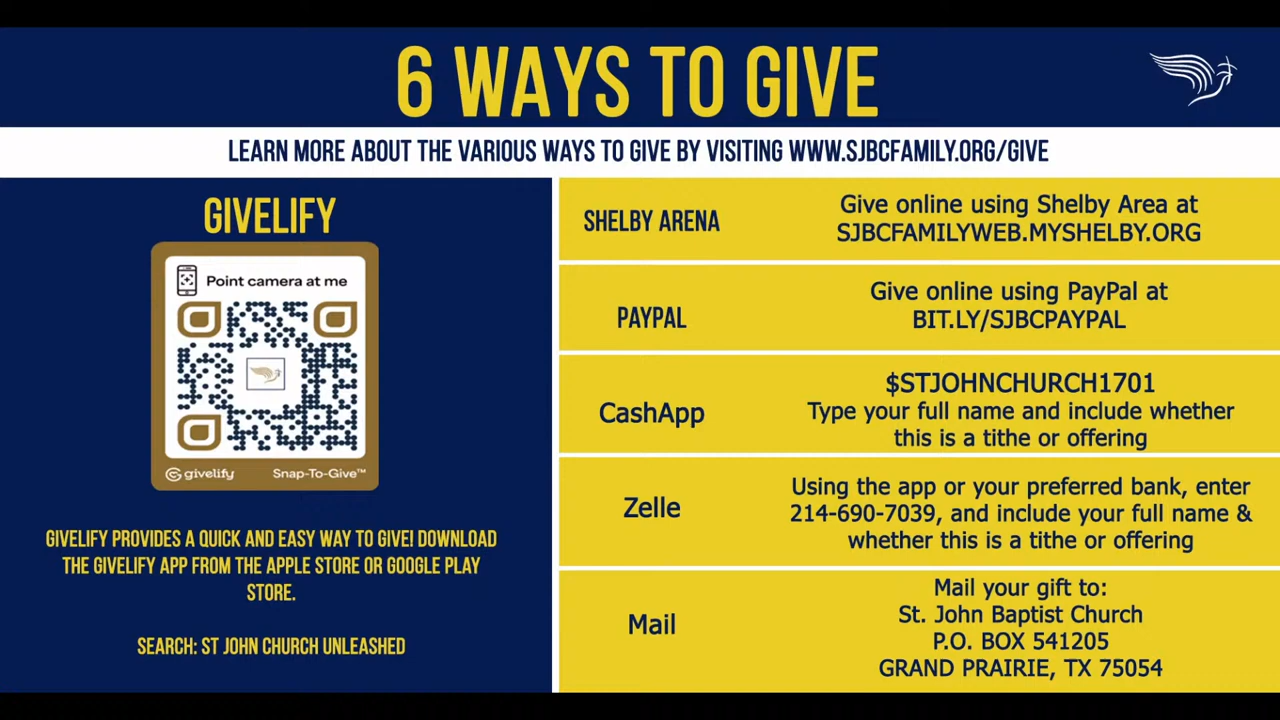 6 WAYS TO GIVE
LEARN MORE ABOUT THE VARIOUS WAYS TO GIVE BY VISITING WWW.SJBCFAMILY.ORG/GIVE
GIVELIFY
Point camera at me
givelify Snap-To-Give™
GIVELIFY PROVIDES A QUICK AND EASY WAY TO GIVE! DOWNLOAD
THE GIVELIFY APP FROM THE APPLE STORE OR GOOGLE PLAY
STORE.
SEARCH: ST JOHN CHURCH UNLEASHED
SHELBY ARENA
Give online using Shelby Area at
SJBCFAMILYWEB.MYSHELBY.ORG
PAYPAL
Give online using PayPal at
BIT.LY/SJBCPAYPAL
CashApp
$STJOHNCHURCH1701
Type your full name and include whether
this is a tithe or offering
Zelle
Using the app or your preferred bank, enter
214-690-7039, and include your full name &
whether this is a tithe or offering
Mail
Mail your gift to:
St. John Baptist Church
P.O. BOX 541205
GRAND PRAIRIE, TX 75054